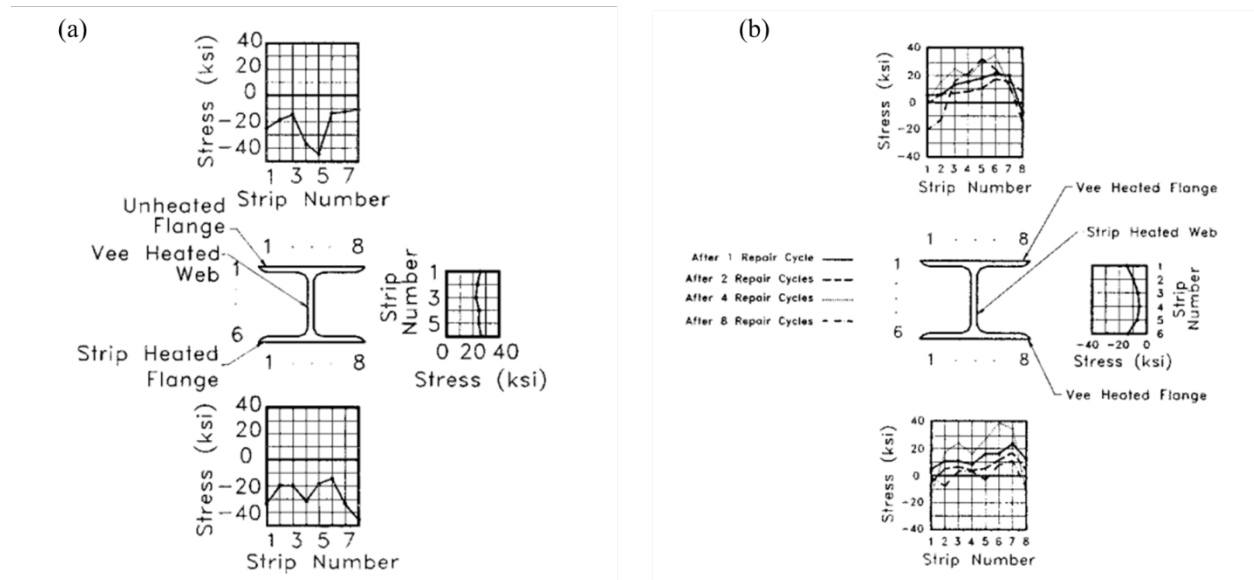 (a)
Stress (ksi)
40
20
0
-20
-40
1 3 5 7
Strip Number
Unheated
Flange
Vee Heated
Web
1 . . . 8
1
.
.
.
6
Strip Heated
Flange
1 . . . 8
Strip
Number
1
3
5
0 20 40
Stress (ksi)
Stress (ksi)
40
20
0
-20
-40
1 3 5 7
Strip Number
(b)
Stress (ksi)
40
20
0
-20
-40
1 2 3 4 5 6 7 8
Strip Number
Vee Heated Flange
Strip Heated Web
1 . . . 8
After 1 Repair Cycle
After 2 Repair Cycles
After 4 Repair Cycles
After 8 Repair Cycles
1
.
.
.
6
1 . . . 8
1
2
3
4
5
6
Strip
Number
-40 -20 0
Stress (ksi)
Vee Heated Flange
Stress (ksi)
40
20
0
-20
-40
1 2 3 4 5 6 7 8
Strip Number